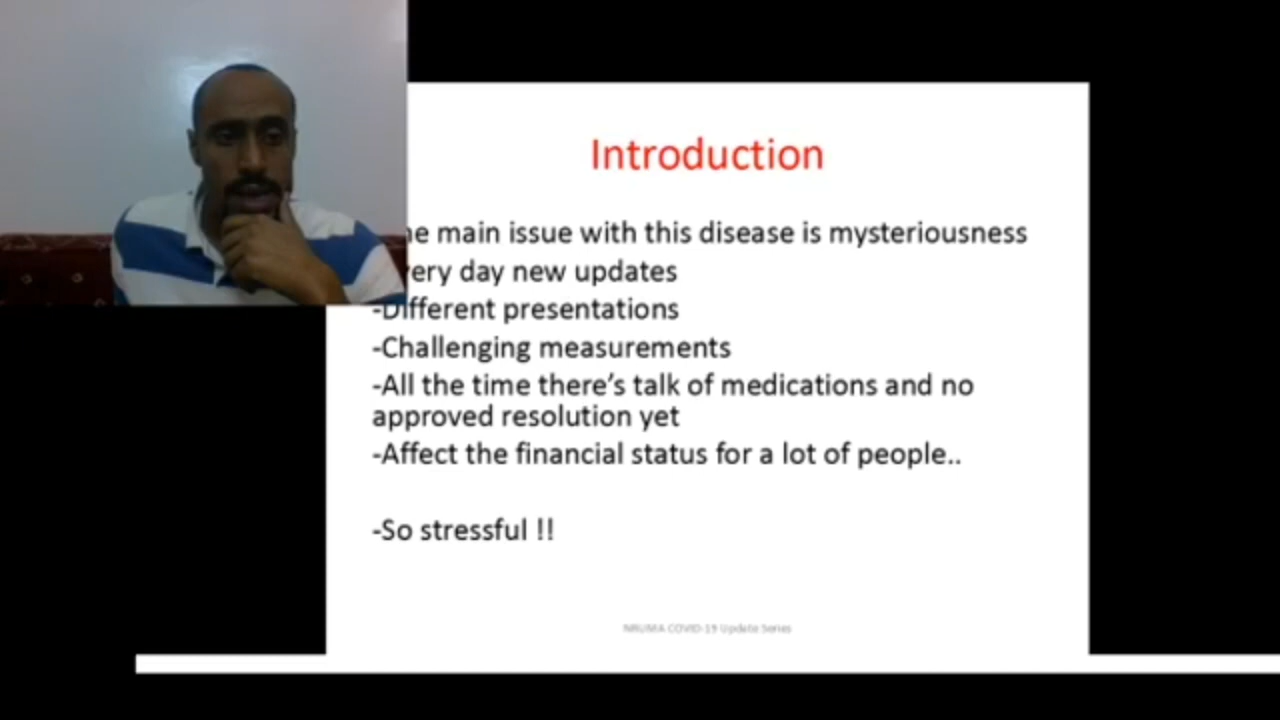 Introduction
he main issue with this disease is mysteriousness
very day new updates
-Different presentations
-Challenging measurements
-All the time there's talk of medications and no
approved resolution yet
-Affect the financial status for a lot of people..
-So stressful !!
NRUMA COVID-19 Update Series